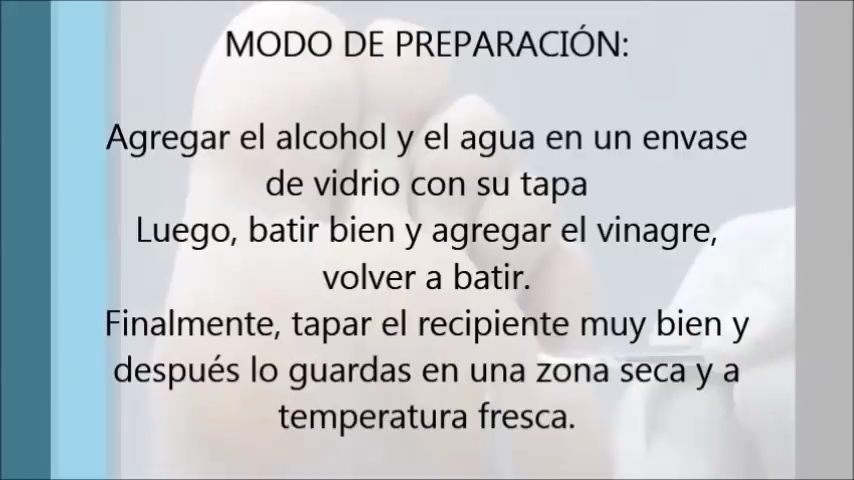 MODO DE PREPARACIÓN:
Agregar el alcohol y el agua en un envase
de vidrio con su tapa
Luego, batir bien y agregar el vinagre,
volver a batir.
Finalmente, tapar el recipiente muy bien y
después lo guardas en una zona seca y a
temperatura fresca.